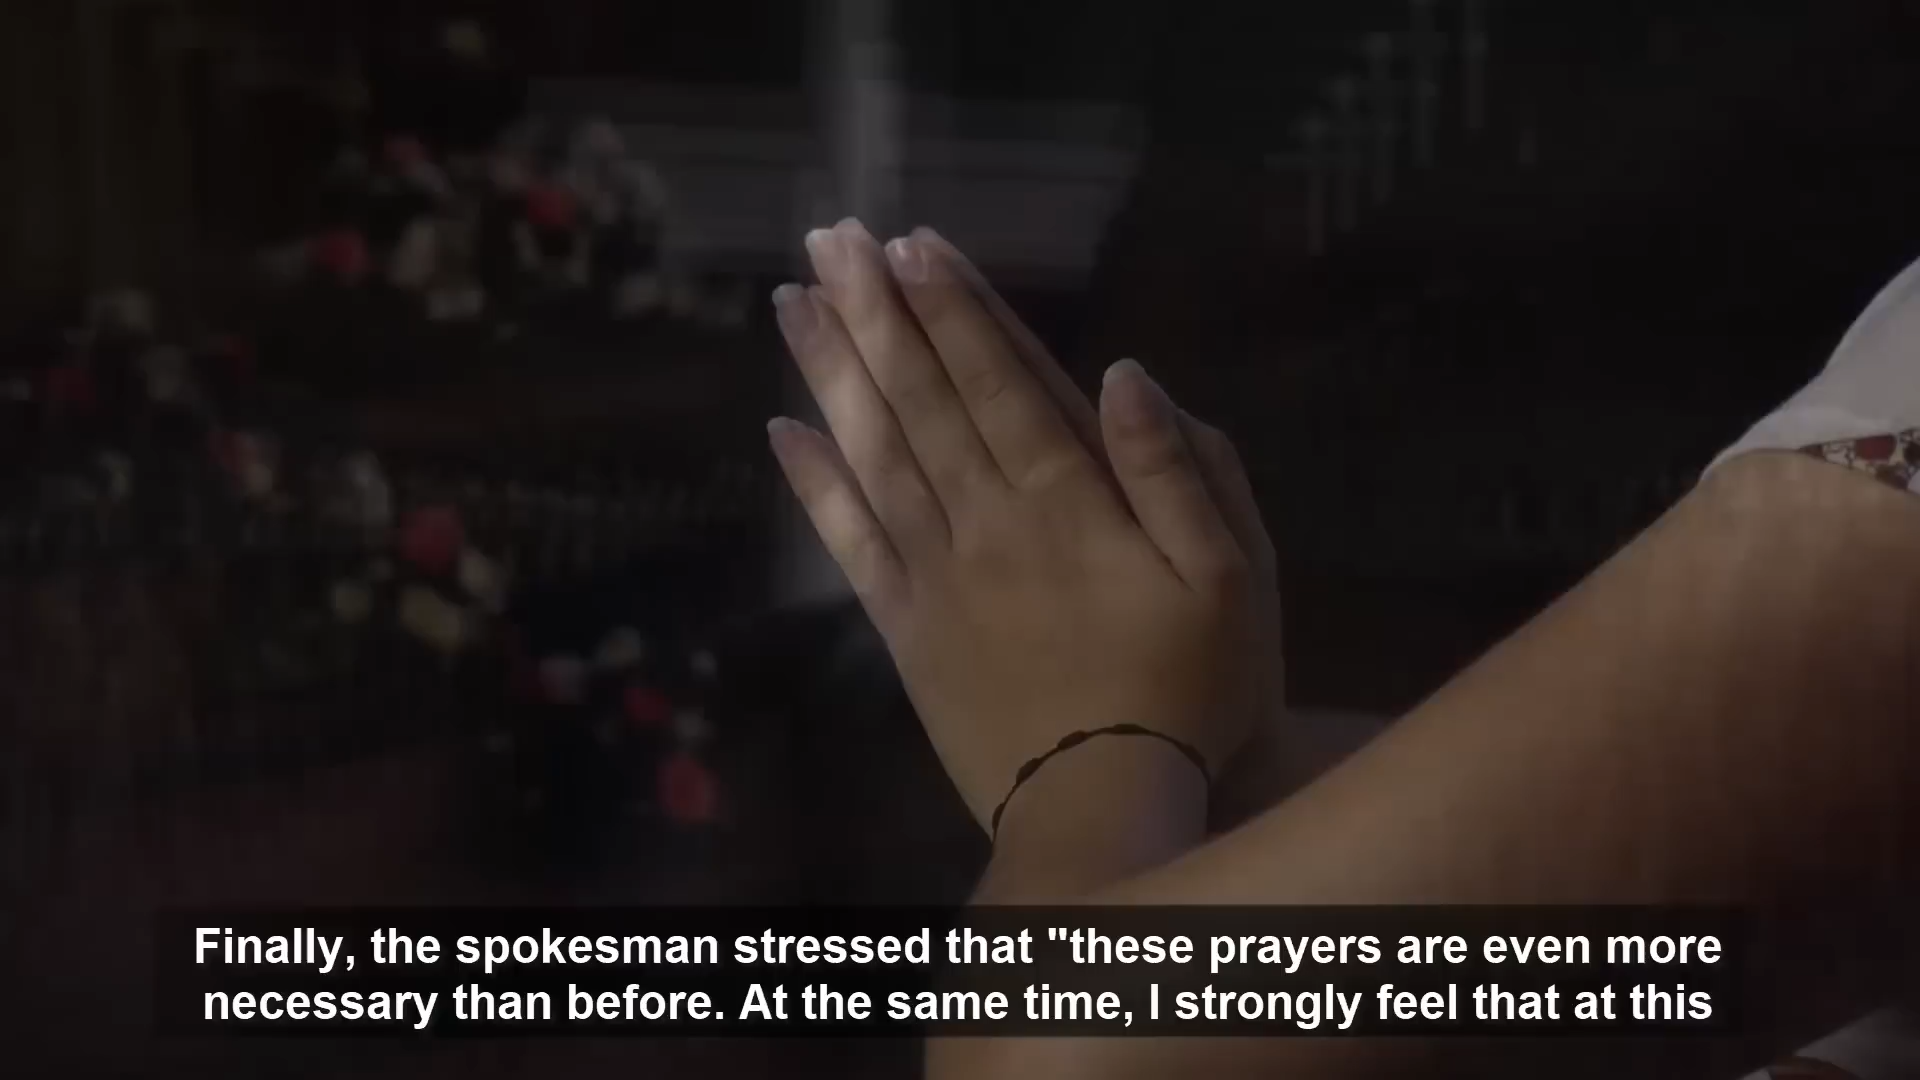 Finally, the spokesman stressed that "these prayers are even more
necessary than before. At the same time, I strongly feel that at this